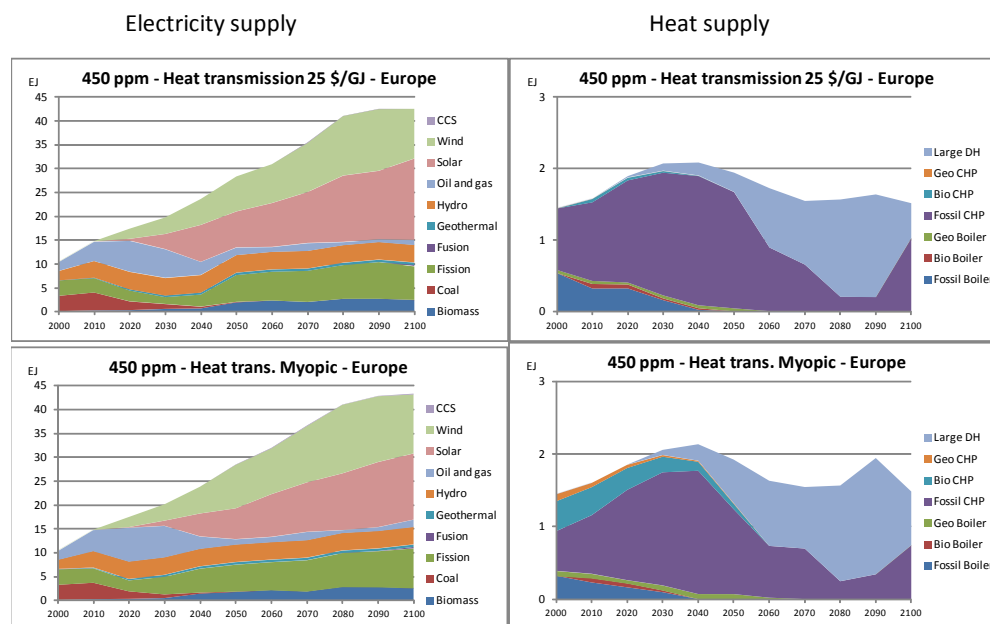 Electricity supply
Heat supply
450 ppm - Heat transmission 25 $/GJ - Europe
EJ
45
40
35
30
25
20
15
10
5
0
2000 2010 2020 2030 2040 2050 2060 2070 2080 2090 2100
CCS
Wind
Solar
Oil and gas
Hydro
Geothermal
Fusion
Fission
Coal
Biomass
450 ppm - Heat transmission 25 $/GJ - Europe
EJ
3
2
1
0
2000 2010 2020 2030 2040 2050 2060 2070 2080 2090 2100
Large DH
Geo CHP
Bio CHP
Fossil CHP
Geo Boiler
Bio Boiler
Fossil Boiler
450 ppm - Heat trans. Myopic - Europe
EJ
45
40
35
30
25
20
15
10
5
0
2000 2010 2020 2030 2040 2050 2060 2070 2080 2090 2100
CCS
Wind
Solar
Oil and gas
Hydro
Geothermal
Fusion
Fission
Coal
Biomass
450 ppm - Heat trans. Myopic - Europe
EJ
3
2
1
0
2000 2010 2020 2030 2040 2050 2060 2070 2080 2090 2100
Large DH
Geo CHP
Bio CHP
Fossil CHP
Geo Boiler
Bio Boiler
Fossil Boiler